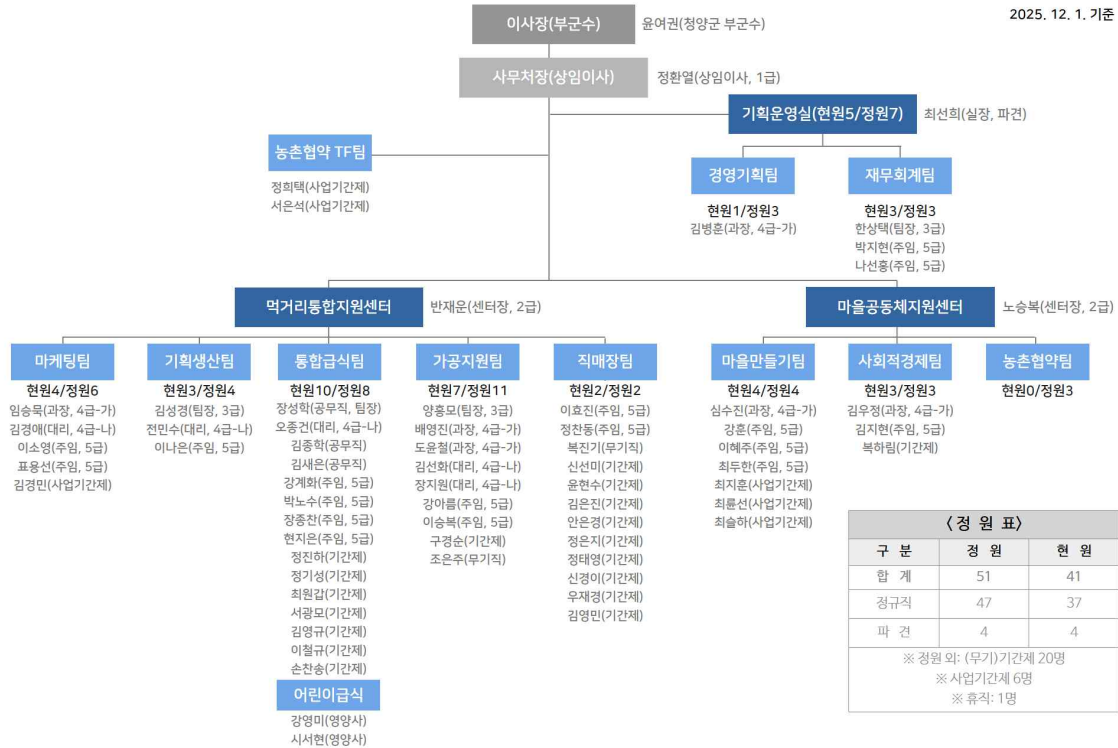 2025. 12. 1. 기준
이사장(부군수)
윤여권(청양군 부군수)
사무처장(상임이사)
정환열(상임이사, 1급)
기획운영실(현원5/정원7)
최선희(실장, 파견)
농촌협약 TF팀
정희택(사업기간제)
서은석(사업기간제)
경영기획팀
현원1/정원3
김병훈(과장, 4급-가)
재무회계팀
현원3/정원3
한상택(팀장, 3급)
박지현(주임, 5급)
나선홍(주임, 5급)
먹거리통합지원센터
반재운(센터장, 2급)
마을공동체지원센터
노승복(센터장, 2급)
마케팅팀
현원4/정원6
임승묵(과장, 4급-가)
김경애(대리, 4급-나)
이소영(주임, 5급)
표용선(주임, 5급)
김경민(사업기간제)
기획생산팀
현원3/정원4
김성경(팀장, 3급)
전민수(대리, 4급-나)
이나은(주임, 5급)
통합급식팀
현원10/정원8
장성학(공무직, 팀장)
오종건(대리, 4급-나)
김종학(공무직)
김새은(공무직)
강계화(주임, 5급)
박노수(주임, 5급)
장종찬(주임, 5급)
현지은(주임, 5급)
정진하(기간제)
정기성(기간제)
최원갑(기간제)
서광모(기간제)
김영규(기간제)
이철규(기간제)
손찬송(기간제)
어린이급식
강영미(영양사)
시서현(영양사)
가공지원팀
현원7/정원11
양홍모(팀장, 3급)
배영진(과장, 4급-가)
도윤철(과장, 4급-가)
김선화(대리, 4급-나)
장지원(대리, 4급-나)
강아름(주임, 5급)
이승복(주임, 5급)
구경순(기간제)
조은주(무기직)
직매장팀
현원2/정원2
이효진(주임, 5급)
정찬동(주임, 5급)
복진기(무기직)
신선미(기간제)
윤현수(기간제)
김은진(기간제)
안은경(기간제)
정은지(기간제)
정태영(기간제)
신경이(기간제)
우재경(기간제)
김영민(기간제)
마을만들기팀
현원4/정원4
심수진(과장, 4급-가)
강훈(주임, 5급)
이혜주(주임, 5급)
최두한(주임, 5급)
최지훈(사업기간제)
최륜선(사업기간제)
최슬하(사업기간제)
사회적경제팀
현원3/정원3
김우정(과장, 4급-가)
김지현(주임, 5급)
복하림(기간제)
농촌협약팀
현원0/정원3
〈정 원 표〉
구 분 정 원 현 원
합 계 51 41
정규직 47 37
파 견 4 4
※ 정원 외: (무기)기간제 20명
※ 사업기간제 6명
※ 휴직: 1명